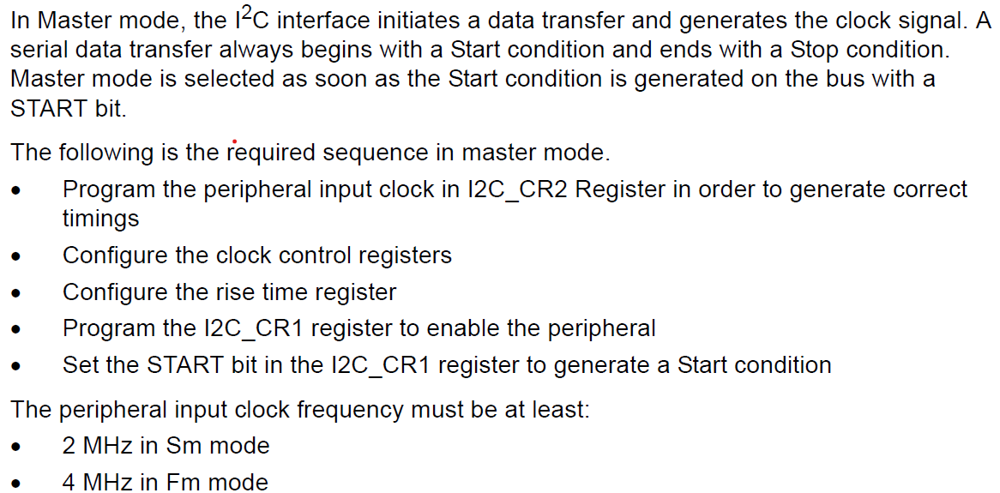 In Master mode, the I²C interface initiates a data transfer and generates the clock signal. A
serial data transfer always begins with a Start condition and ends with a Stop condition.
Master mode is selected as soon as the Start condition is generated on the bus with a
START bit.
The following is the required sequence in master mode.
• Program the peripheral input clock in I2C_CR2 Register in order to generate correct
timings
• Configure the clock control registers
• Configure the rise time register
• Program the I2C_CR1 register to enable the peripheral
• Set the START bit in the I2C_CR1 register to generate a Start condition
The peripheral input clock frequency must be at least:
• 2 MHz in Sm mode
• 4 MHz in Fm mode